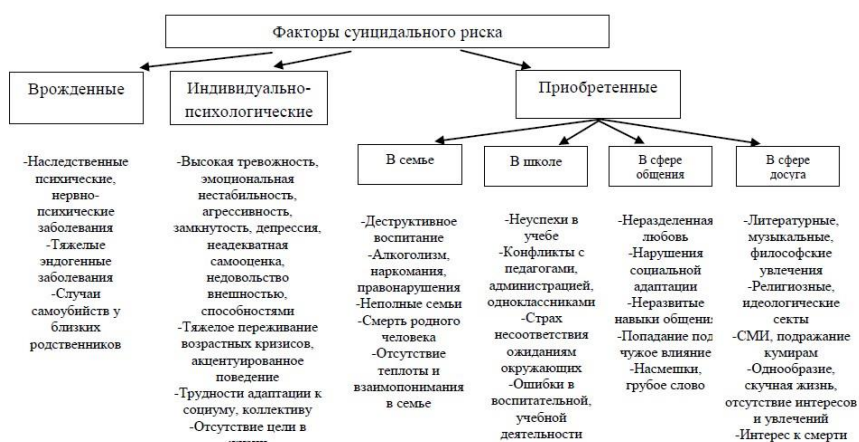 Факторы суицидального риска
Врожденные
Индивидуально-
психологические
Приобретенные
В семье
В школе
В сфере
общения
В сфере
досуга
-Наследственные
психические,
нервно-
психические
заболевания
-Тяжелые
эндогенные
заболевания
-Случаи
самоубийств у
близких
родственников
-Высокая тревожность,
эмоциональная
нестабильность,
агрессивность,
замкнутость, депрессия,
неадекватная
самооценка,
недовольство
внешностью,
способностями
-Тяжелое переживание
возрастных кризисов,
акцентуированное
поведение
-Трудности адаптации к
социуму, коллективу
-Отсутствие цели в
-Деструктивное
воспитание
-Алкоголизм,
наркомания,
правонарушения
-Неполные семьи
-Смерть родного
человека
-Отсутствие
теплоты и
взаимопонимания
в семье
-Неуспехи в
учебе
-Конфликты с
педагогами,
администрацией,
одноклассниками
-Страх
несоответствия
ожиданиям
окружающих
-Ошибки в
воспитательной,
учебной
деятельности
-Неразделенная
любовь
-Нарушения
социальной
адаптации
-Неразвитые
навыки общения
-Попадание под
чужое влияние
-Насмешки,
грубое слово
-Литературные,
музыкальные,
философские
увлечения
-Религиозные,
идеологические
секты
-СМИ, подражание
кумирам
-Однообразие,
скучная жизнь,
отсутствие интересов
и увлечений
-Интерес к смерти